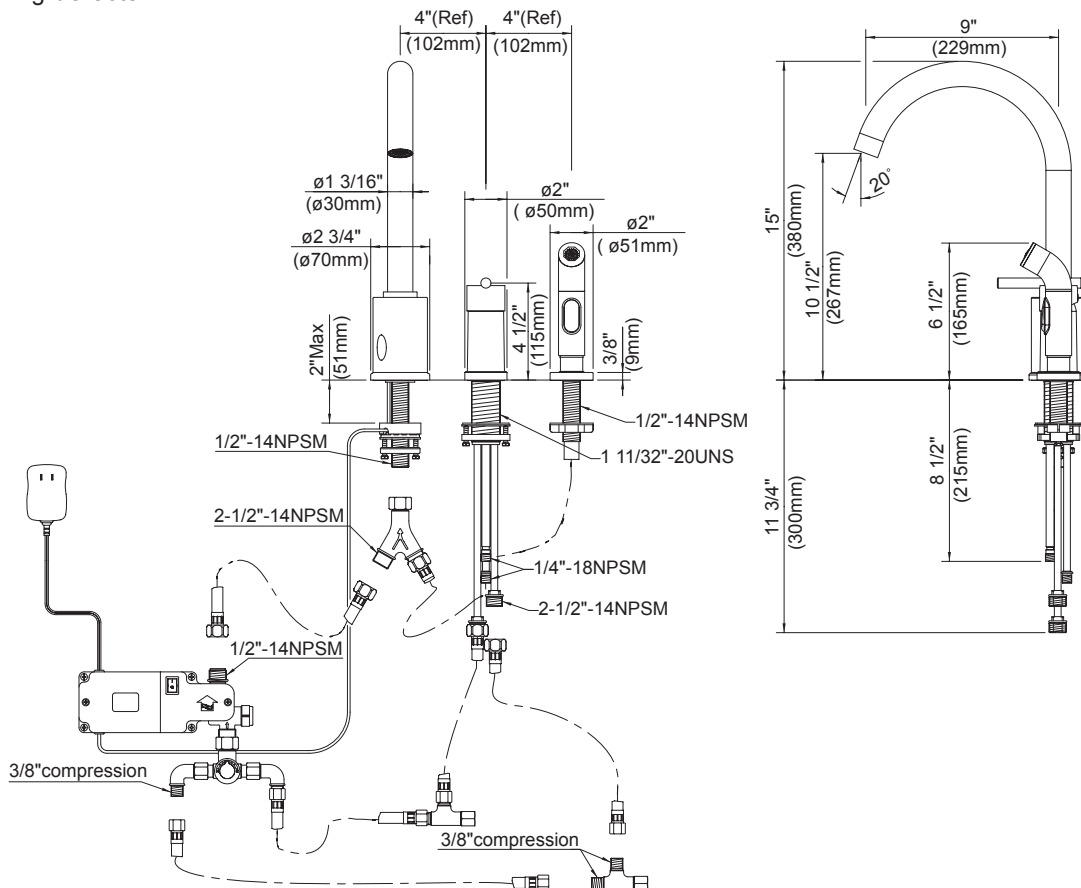 4"(Ref)
(102mm)
4"(Ref)
(102mm)
9"
(229mm)
ø1 3/16"
(ø30mm)
ø2 3/4"
(ø70mm)
ø2"
( ø50mm)
ø2"
( ø51mm)
2"Max
(51mm)
4 1/2"
(115mm)
3/8"
(9mm)
15"
(380mm)
10 1/2"
(267mm)
20°
6 1/2"
(165mm)
1/2"-14NPSM
1/2"-14NPSM
1 11/32"-20UNS
8 1/2"
(215mm)
11 3/4"
(300mm)
2-1/2"-14NPSM
1/4"-18NPSM
2-1/2"-14NPSM
1/2"-14NPSM
3/8"compression
3/8"compression